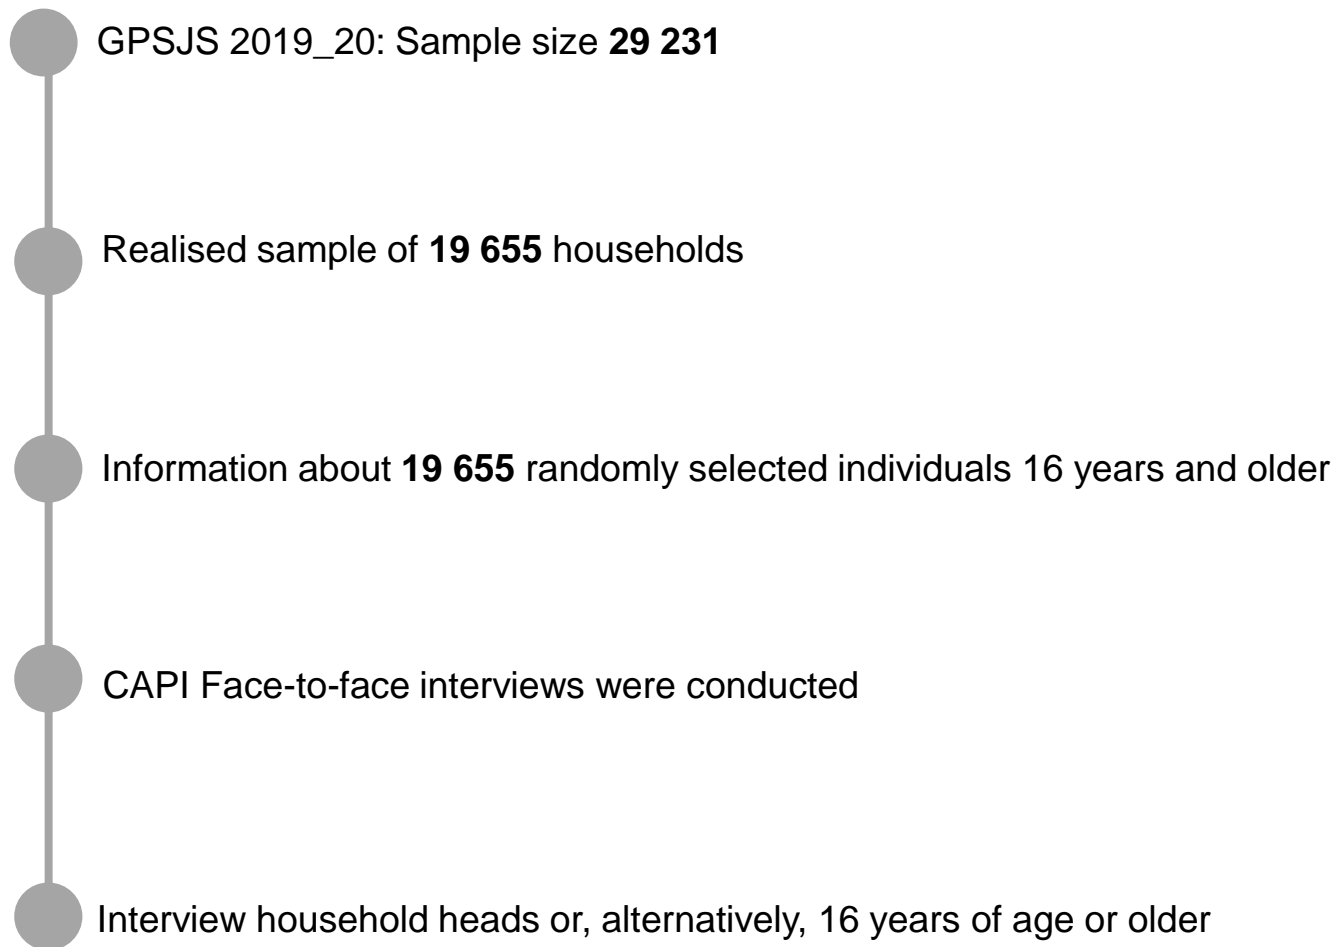 GPSJS 2019_20: Sample size 29 231
Realised sample of 19 655 households
Information about 19 655 randomly selected individuals 16 years and older
CAPI Face-to-face interviews were conducted
Interview household heads or, alternatively, 16 years of age or older